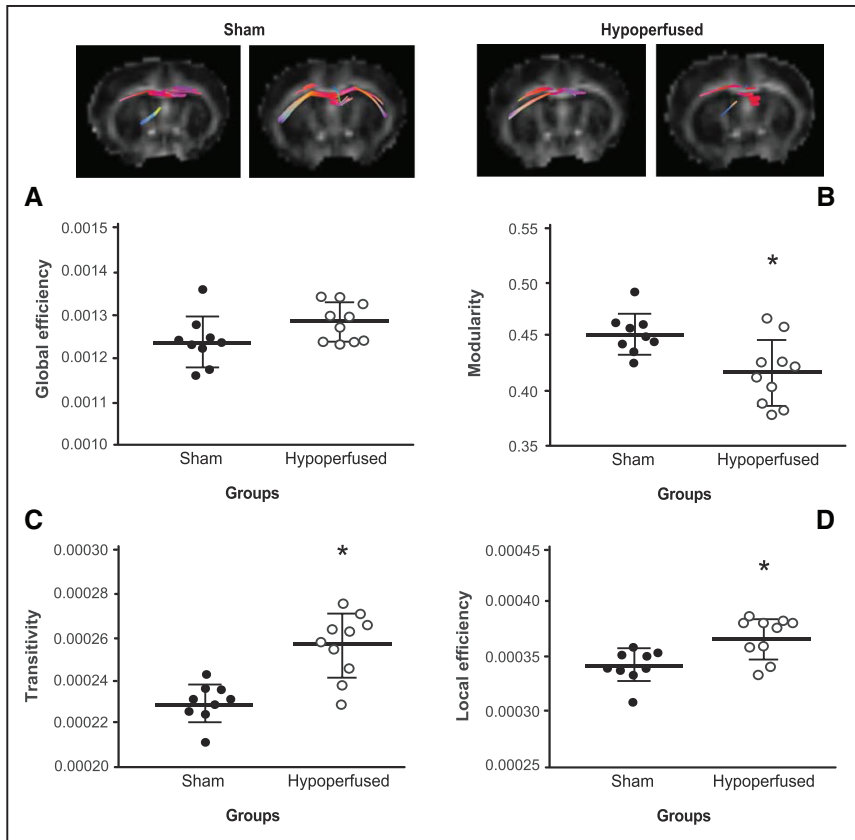 Sham Hypoperfused
A B
0.0015
0.0014
0.0013
0.0012
0.0011
0.0010
Global efficiency
Sham Hypoperfused
Groups
0.55
0.50
0.45
0.40
0.35
Modularity
*
Sham Hypoperfused
Groups
C D
0.00030
0.00028
0.00026
0.00024
0.00022
0.00020
Transitivity
*
Sham Hypoperfused
Groups
0.00045
0.00040
0.00035
0.00030
0.00025
Local efficiency
*
Sham Hypoperfused
Groups